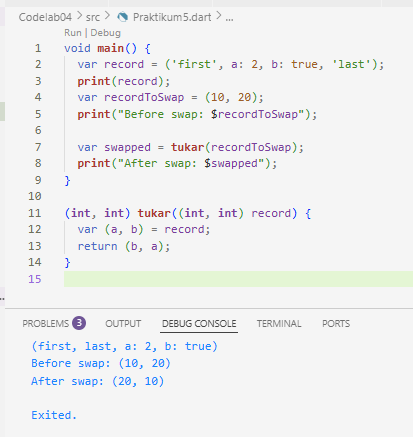 Codelab04 > src > Praktikum5.dart > ...
Run | Debug
1 void main() {
2   var record = ('first', a: 2, b: true, 'last');
3   print(record);
4   var recordToSwap = (10, 20);
5   print("Before swap: $recordToSwap");
6
7   var swapped = tukar(recordToSwap);
8   print("After swap: $swapped");
9 }
10
11 (int, int) tukar((int, int) record) {
12   var (a, b) = record;
13   return (b, a);
14 }
15
PROBLEMS 3 OUTPUT DEBUG CONSOLE TERMINAL PORTS
(first, last, a: 2, b: true)
Before swap: (10, 20)
After swap: (20, 10)
Exited.